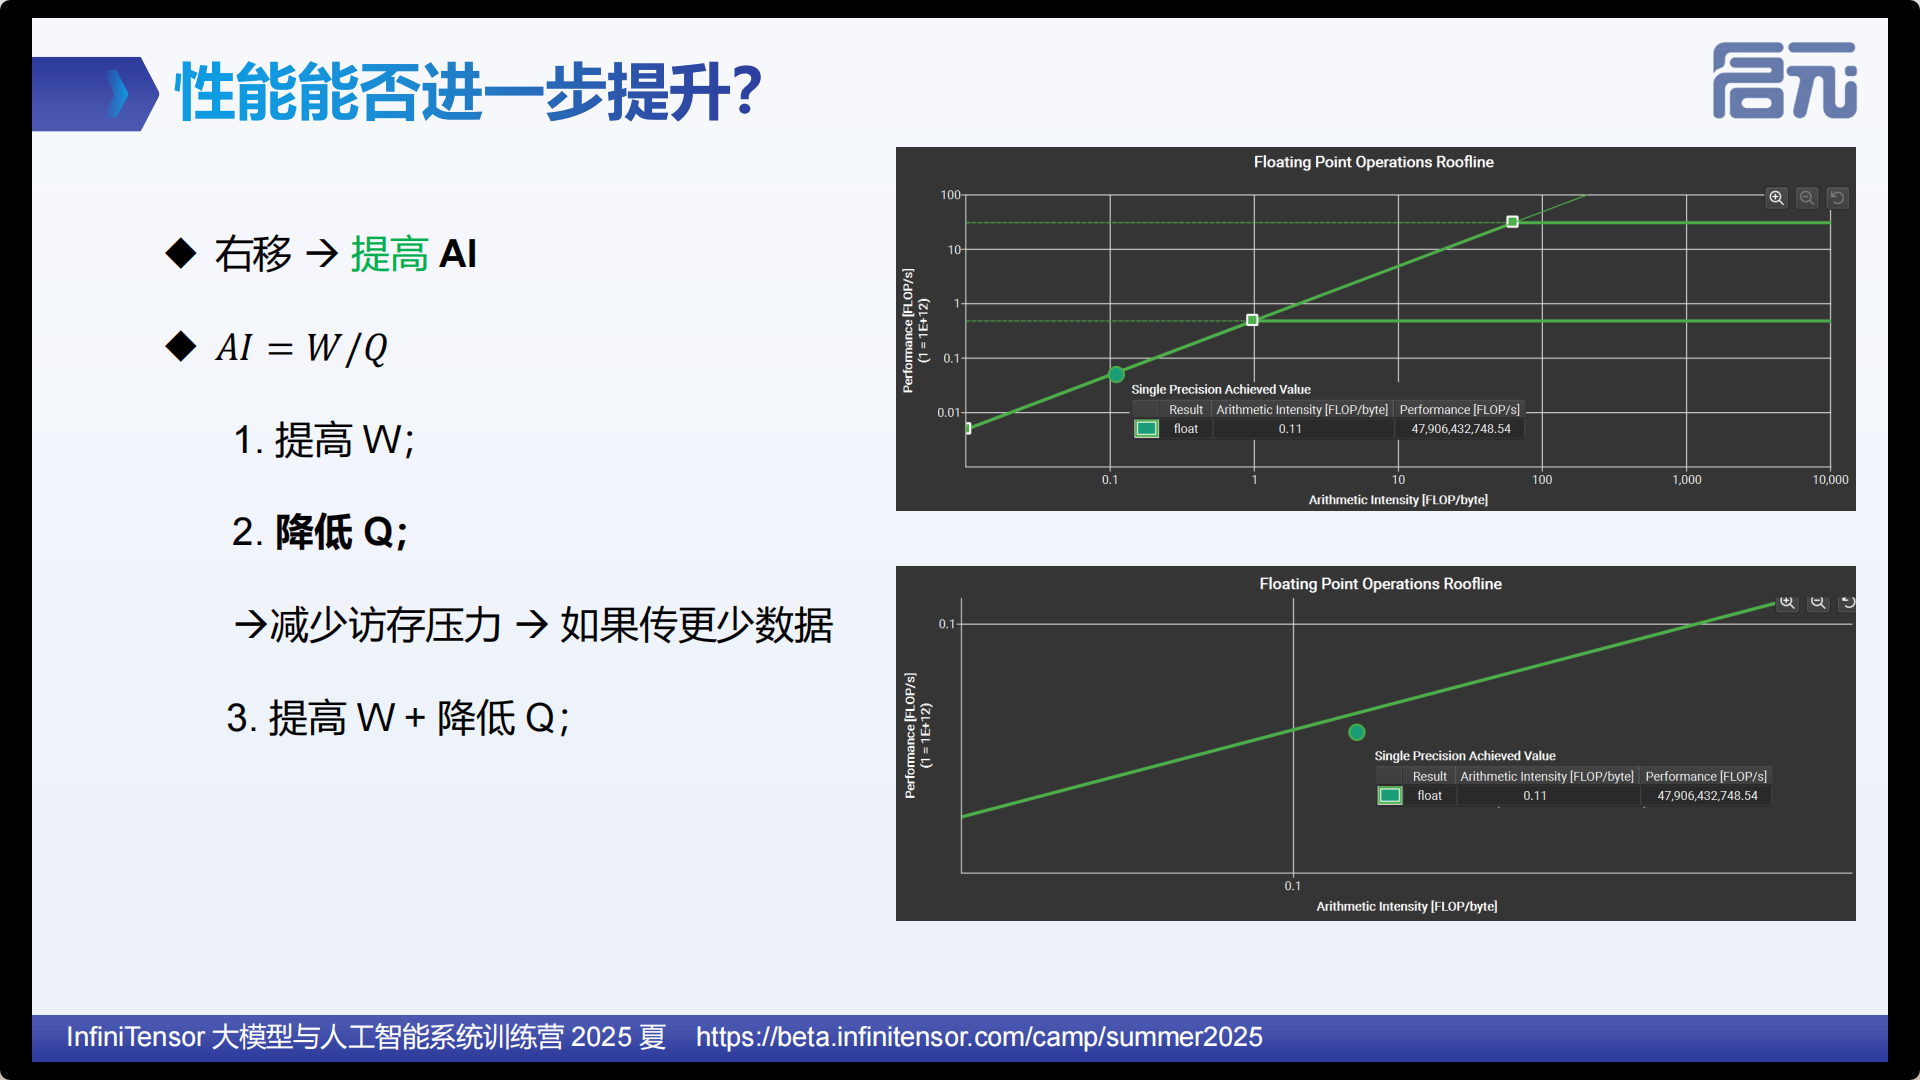 性能能否进一步提升?
启元
◆ 右移 → 提高 AI
◆ AI = W/Q
1. 提高 W;
2. 降低 Q;
→减少访存压力 → 如果传更少数据
3. 提高 W + 降低 Q;
Floating Point Operations Roofline
100
10
1
0.1
0.01
Performance [FLOP/s]
(1 = 1E+12)
Single Precision Achieved Value
Result Arithmetic Intensity [FLOP/byte] Performance [FLOP/s]
float 0.11 47,906,432,748.54
0.1 1 10 100 1,000 10,000
Arithmetic Intensity [FLOP/byte]
Floating Point Operations Roofline
0.1
Performance [FLOP/s]
(1 = 1E+12)
Single Precision Achieved Value
Result Arithmetic Intensity [FLOP/byte] Performance [FLOP/s]
float 0.11 47,906,432,748.54
0.1
Arithmetic Intensity [FLOP/byte]
InfiniTensor 大模型与人工智能系统训练营 2025 夏 https://beta.infinitensor.com/camp/summer2025